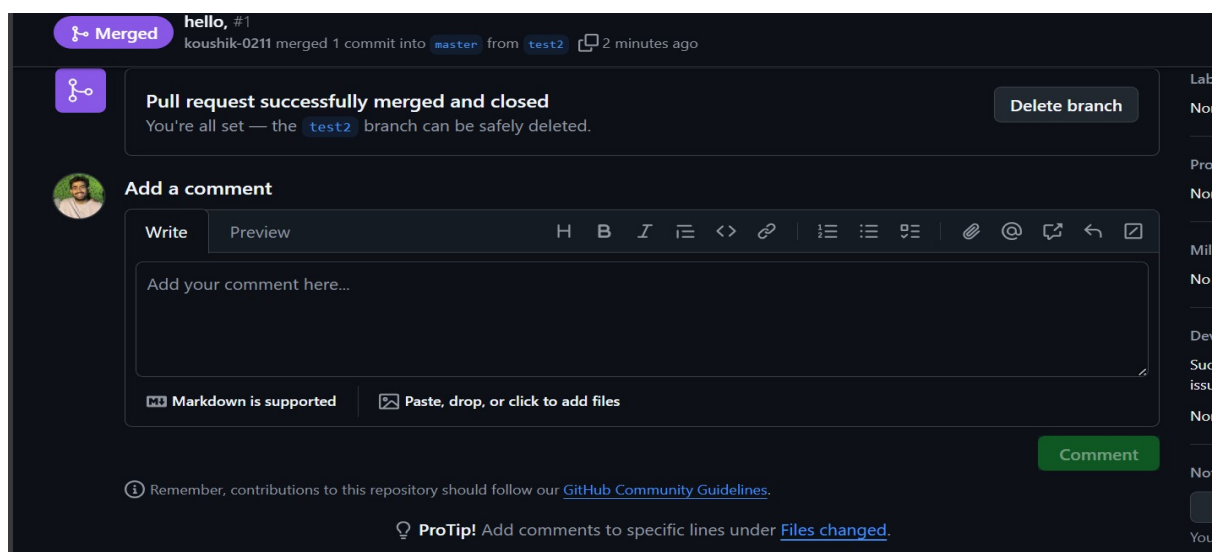 Merged
hello, #1
koushik-0211 merged 1 commit into master from test2 2 minutes ago
Pull request successfully merged and closed
You're all set — the test2 branch can be safely deleted.
Delete branch
Add a comment
Write Preview
Add your comment here...
Markdown is supported
Paste, drop, or click to add files
Comment
Remember, contributions to this repository should follow our GitHub Community Guidelines.
ProTip! Add comments to specific lines under Files changed.
No